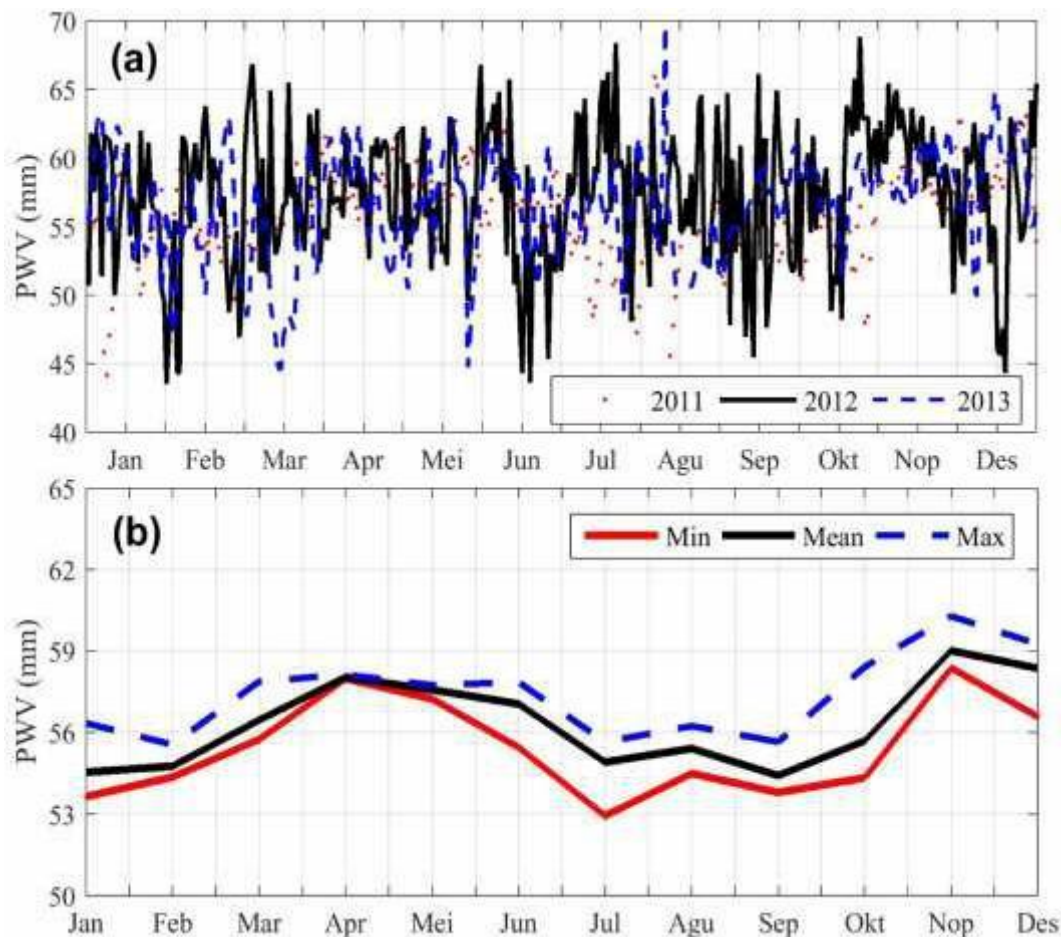 (a)
PWV (mm)
70
65
60
55
50
45
40
2011 2012 2013
Jan Feb Mar Apr Mei Jun Jul Agu Sep Okt Nop Des
(b)
PWV (mm)
65
62
59
56
53
50
Min Mean Max
Jan Feb Mar Apr Mei Jun Jul Agu Sep Okt Nop Des